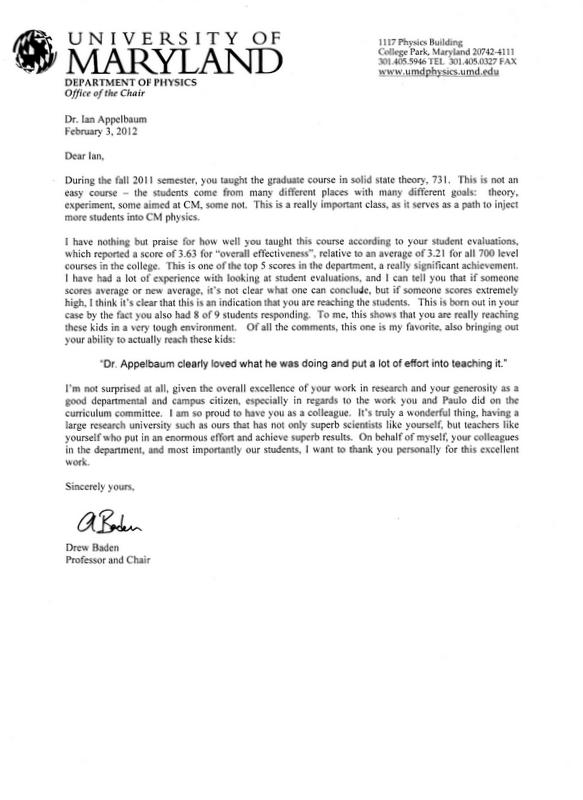 UNIVERSITY OF
MARYLAND
DEPARTMENT OF PHYSICS
Office of the Chair
1117 Physics Building
College Park, Maryland 20742-4111
301.405.5946 TEL 301.405.0327 FAX
www.umdphysics.umd.edu
Dr. Ian Appelbaum
February 3, 2012
Dear Ian,
During the fall 2011 semester, you taught the graduate course in solid state theory, 731. This is not an
easy course – the students come from many different places with many different goals: theory,
experiment, some aimed at CM, some not. This is a really important class, as it serves as a path to inject
more students into CM physics.
I have nothing but praise for how well you taught this course according to your student evaluations,
which reported a score of 3.63 for "overall effectiveness", relative to an average of 3.21 for all 700 level
courses in the college. This is one of the top 5 scores in the department, a really significant achievement.
I have had a lot of experience with looking at student evaluations, and I can tell you that if someone
scores average or new average, it's not clear what one can conclude, but if someone scores extremely
high, I think it's clear that this is an indication that you are reaching the students. This is born out in your
case by the fact you also had 8 of 9 students responding. To me, this shows that you are really reaching
these kids in a very tough environment. Of all the comments, this one is my favorite, also bringing out
your ability to actually reach these kids:
"Dr. Appelbaum clearly loved what he was doing and put a lot of effort into teaching it."
I'm not surprised at all, given the overall excellence of your work in research and your generosity as a
good departmental and campus citizen, especially in regards to the work you and Paulo did on the
curriculum committee. I am so proud to have you as a colleague. It's truly a wonderful thing, having a
large research university such as ours that has not only superb scientists like yourself, but teachers like
yourself who put in an enormous effort and achieve superb results. On behalf of myself, your colleagues
in the department, and most importantly our students, I want to thank you personally for this excellent
work.
Sincerely yours,
ABaden
Drew Baden
Professor and Chair